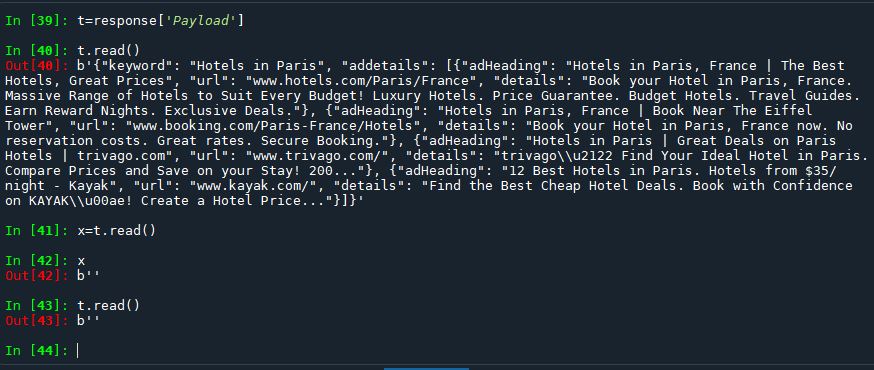 In [39]: t=response['Payload']
In [40]: t.read()
Out[40]: b'{"keyword": "Hotels in Paris", "addetails": [{"adHeading": "Hotels in Paris, France | The Best
Hotels, Great Prices", "url": "www.hotels.com/Paris/France", "details": "Book your Hotel in Paris, France.
Massive Range of Hotels to Suit Every Budget! Luxury Hotels. Price Guarantee. Budget Hotels. Travel Guides.
Earn Reward Nights. Exclusive Deals."}, {"adHeading": "Hotels in Paris, France | Book Near The Eiffel
Tower", "url": "www.booking.com/Paris-France/Hotels", "details": "Book your Hotel in Paris, France now. No
reservation costs. Great rates. Secure Booking."}, {"adHeading": "Hotels in Paris | Great Deals on Paris
Hotels | trivago.com", "url": "www.trivago.com/", "details": "trivago\\u2122 Find Your Ideal Hotel in Paris.
Compare Prices and Save on your Stay! 200..."}, {"adHeading": "12 Best Hotels in Paris. Hotels from $35/
night - Kayak", "url": "www.kayak.com/", "details": "Find the Best Cheap Hotel Deals. Book with Confidence
on KAYAK\\u00ae! Create a Hotel Price..."}]}'
In [41]: x=t.read()
In [42]: x
Out[42]: b''
In [43]: t.read()
Out[43]: b''
In [44]: